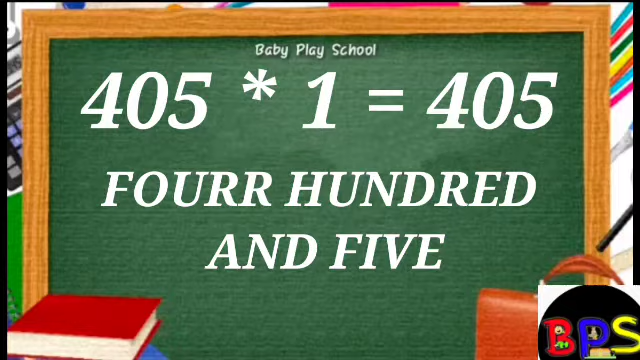 Baby Play School
405 * 1 = 405
FOURR HUNDRED
AND FIVE
BPS